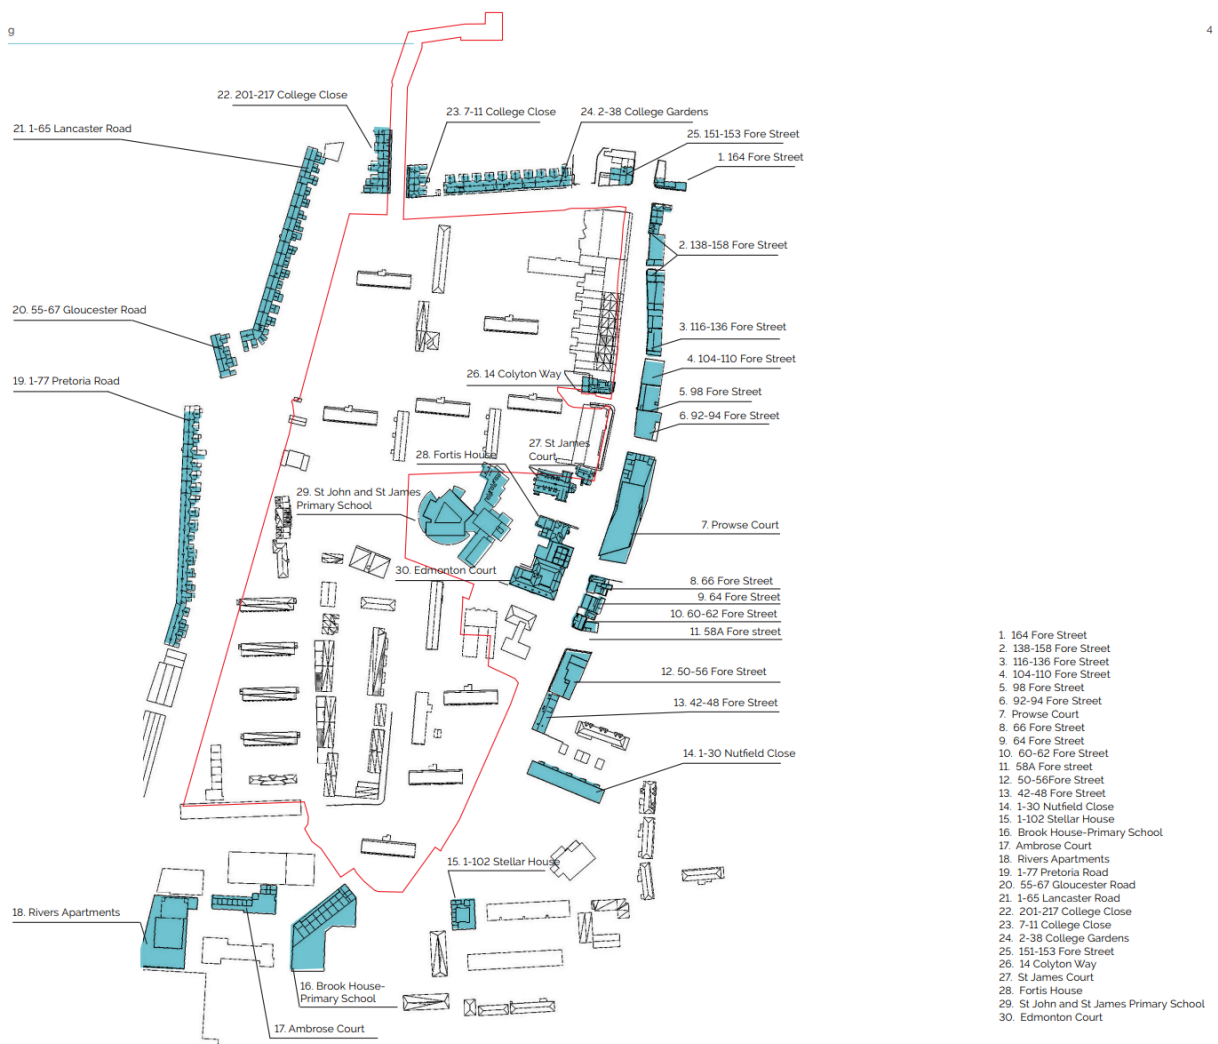 g
4
22. 201-217 College Close
23. 7-11 College Close
24. 2-38 College Gardens
21. 1-65 Lancaster Road
25. 151-153 Fore Street
1. 164 Fore Street
2. 138-158 Fore Street
20. 55-67 Gloucester Road
3. 116-136 Fore Street
4. 104-110 Fore Street
26. 14 Colyton Way
19. 1-77 Pretoria Road
5. 98 Fore Street
6. 92-94 Fore Street
27. St James
Court
28. Fortis House
29. St John and St James
Primary School
7. Prowse Court
30. Edmonton Court
8. 66 Fore Street
9. 64 Fore Street
10. 60-62 Fore Street
11. 58A Fore street
12. 50-56 Fore Street
13. 42-48 Fore Street
14. 1-30 Nutfield Close
15. 1-102 Stellar House
18. Rivers Apartments
16. Brook House-
Primary School
17. Ambrose Court
1. 164 Fore Street
2. 138-158 Fore Street
3. 116-136 Fore Street
4. 104-110 Fore Street
5. 98 Fore Street
6. 92-94 Fore Street
7. Prowse Court
8. 66 Fore Street
9. 64 Fore Street
10. 60-62 Fore Street
11. 58A Fore street
12. 50-56Fore Street
13. 42-48 Fore Street
14. 1-30 Nutfield Close
15. 1-102 Stellar House
16. Brook House-Primary School
17. Ambrose Court
18. Rivers Apartments
19. 1-77 Pretoria Road
20. 55-67 Gloucester Road
21. 1-65 Lancaster Road
22. 201-217 College Close
23. 7-11 College Close
24. 2-38 College Gardens
25. 151-153 Fore Street
26. 14 Colyton Way
27. St James Court
28. Fortis House
29. St John and St James Primary School
30. Edmonton Court